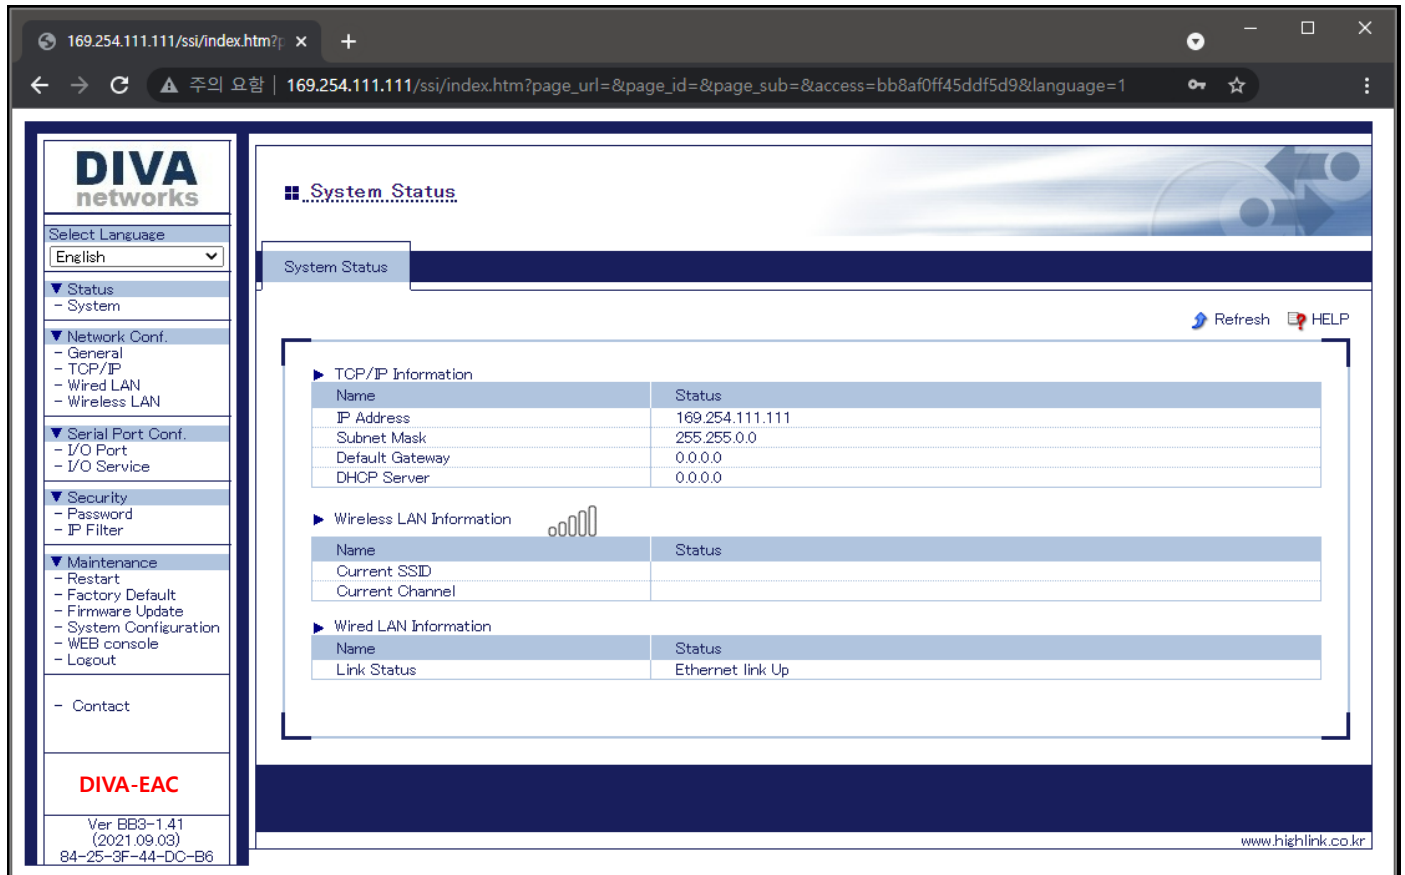 169.254.111.111/ssi/index.htm?p
주의 요함 | 169.254.111.111/ssi/index.htm?page_url=&page_id=&page_sub=&access=bb8af0ff45ddf5d9&language=1
DIVA
networks
Select Language
English
▼ Status
- System
▼ Network Conf.
- General
- TCP/IP
- Wired LAN
- Wireless LAN
▼ Serial Port Conf.
- I/O Port
- I/O Service
▼ Security
- Password
- IP Filter
▼ Maintenance
- Restart
- Factory Default
- Firmware Update
- System Configuration
- WEB console
- Logout
- Contact
DIVA-EAC
Ver BB3-1.41
(2021.09.03)
84-25-3F-44-DC-B6
System Status
System Status
Refresh HELP
TCP/IP Information
Name Status
IP Address 169.254.111.111
Subnet Mask 255.255.0.0
Default Gateway 0.0.0.0
DHCP Server 0.0.0.0
Wireless LAN Information
Name Status
Current SSID
Current Channel
Wired LAN Information
Name Status
Link Status Ethernet link Up
www.highlink.co.kr